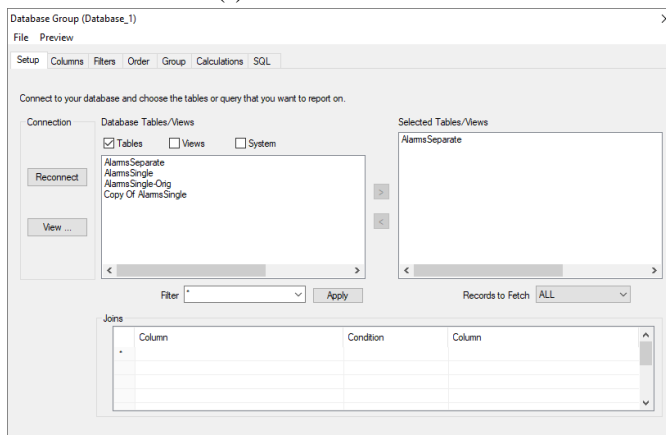 Database Group (Database_1)
File Preview
Setup Columns Filters Order Group Calculations SQL
Connect to your database and choose the tables or query that you want to report on.
Connection Database Tables/Views Selected Tables/Views
Tables Views System
AlarmsSeparate
AlarmsSeparate
AlarmsSingle
AlarmsSingle-Orig
Copy Of AlarmsSingle
Reconnect
>
<
View ...
Filter * Apply Records to Fetch ALL
Joins
Column Condition Column
*